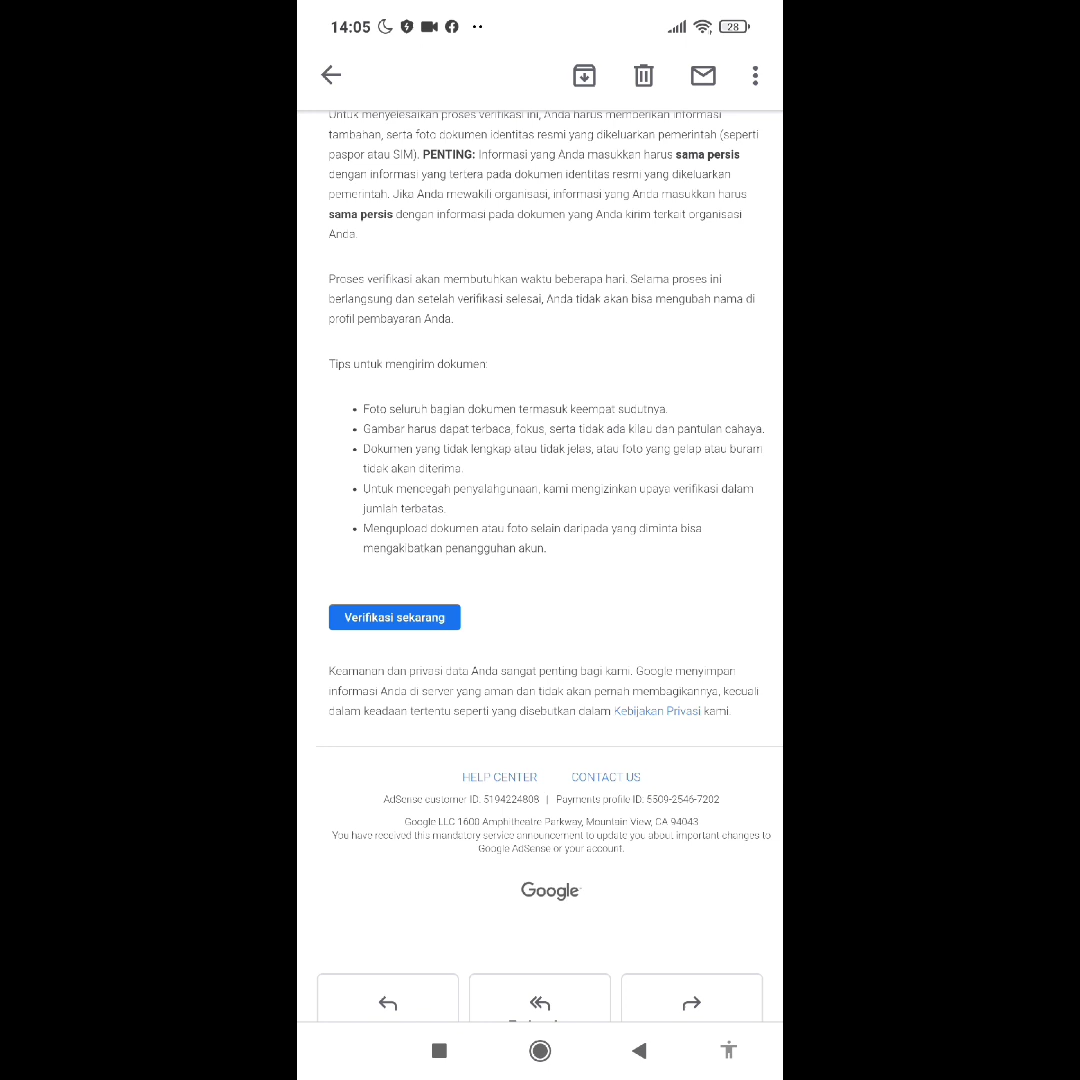 14:05
28
Untuk menyelesaikan proses verifikasi ini, Anda harus memberikan informasi
tambahan, serta foto dokumen identitas resmi yang dikeluarkan pemerintah (seperti
paspor atau SIM). PENTING: Informasi yang Anda masukkan harus sama persis
dengan informasi yang tertera pada dokumen identitas resmi yang dikeluarkan
pemerintah. Jika Anda mewakili organisasi, informasi yang Anda masukkan harus
sama persis dengan informasi pada dokumen yang Anda kirim terkait organisasi
Anda.
Proses verifikasi akan membutuhkan waktu beberapa hari. Selama proses ini
berlangsung dan setelah verifikasi selesai, Anda tidak akan bisa mengubah nama di
profil pembayaran Anda.
Tips untuk mengirim dokumen:
• Foto seluruh bagian dokumen termasuk keempat sudutnya.
• Gambar harus dapat terbaca, fokus, serta tidak ada kilau dan pantulan cahaya.
• Dokumen yang tidak lengkap atau tidak jelas, atau foto yang gelap atau buram
tidak akan diterima.
• Untuk mencegah penyalahgunaan, kami mengizinkan upaya verifikasi dalam
jumlah terbatas.
• Mengupload dokumen atau foto selain daripada yang diminta bisa
mengakibatkan penangguhan akun.
Verifikasi sekarang
Keamanan dan privasi data Anda sangat penting bagi kami. Google menyimpan
informasi Anda di server yang aman dan tidak akan pernah membagikannya, kecuali
dalam keadaan tertentu seperti yang disebutkan dalam Kebijakan Privasi kami.
HELP CENTER CONTACT US
AdSense customer ID: 5194224808 | Payments profile ID: 5509-2546-7202
Google LLC 1600 Amphitheatre Parkway, Mountain View, CA 94043
You have received this mandatory service announcement to update you about important changes to
Google AdSense or your account.
Google